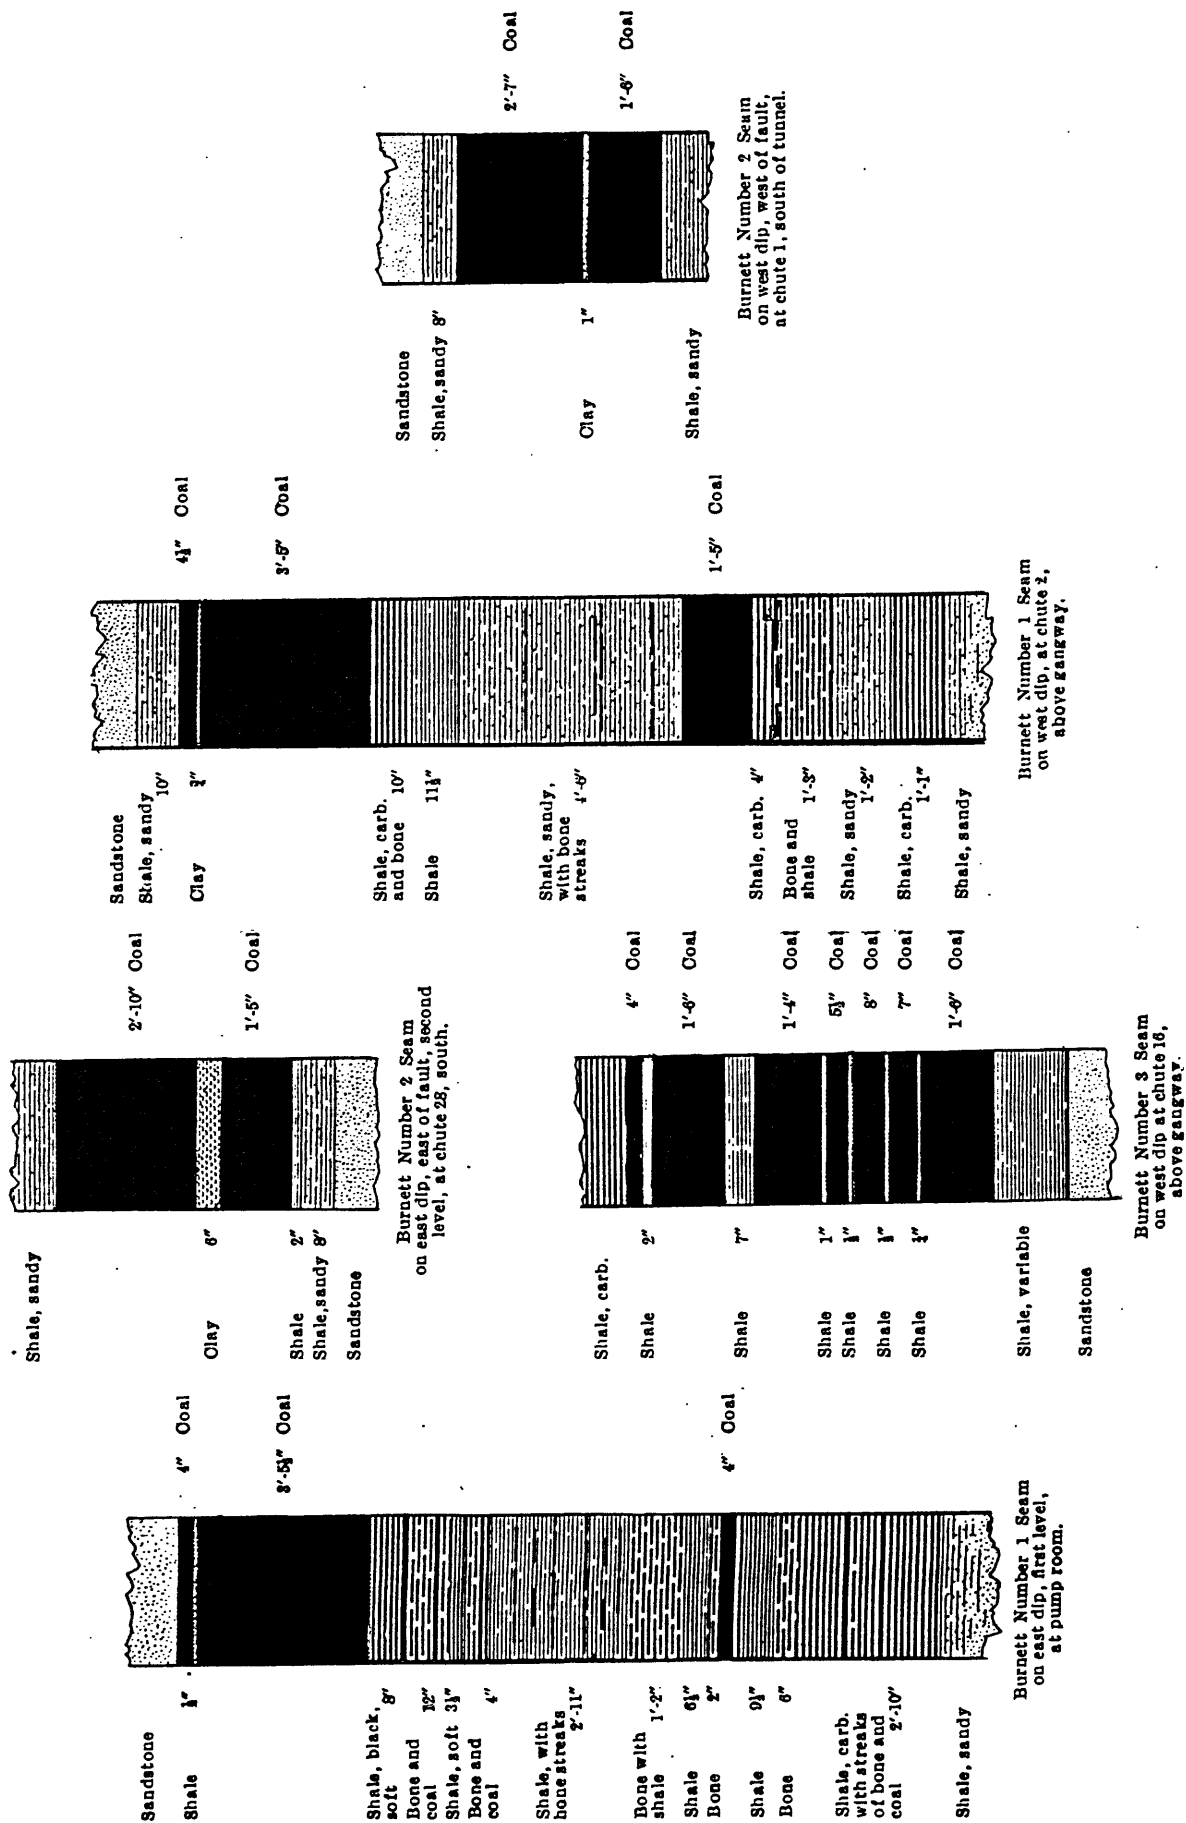 Sandstone
Shale ½"
4" Coal
3'-5½" Coal
Shale, black,
soft 8"
Bone and
coal 12"
Shale, soft 3½"
Bone and
coal 4"
Shale, with
bone streaks 2'-11"
Bone with
shale 1'-2"
Shale 6½"
Bone 2"
4" Coal
Shale 9½"
Bone 6"
Shale, carb.
with streaks
of bone and
coal 2'-10"
Shale, sandy
Burnett Number 1 Seam
on east dip, first level,
at pump room.
Shale, sandy
2'-10" Coal
Clay 6"
1'-5" Coal
Shale 2"
Shale, sandy 8"
Sandstone
Burnett Number 2 Seam
on east dip, east of fault, second
level, at chute 28, south.
Shale, carb.
4" Coal
Shale 2"
1'-6" Coal
Shale 7"
1'-4" Coal
Shale 1"
5½" Coal
Shale
8" Coal
Shale
7" Coal
Shale
1'-6" Coal
Shale, variable
Sandstone
Burnett Number 3 Seam
on west dip at chute 16,
above gangway.
Sandstone
Shale, sandy 10"
4½" Coal
Clay
3'-5" Coal
Shale, carb.
and bone 10"
Shale 11½"
Shale, sandy,
with bone
streaks 4'-6"
1'-5" Coal
Shale, carb. 4"
Bone and
shale 1'-3"
Shale, sandy 1'-2"
Shale, carb. 1'-1"
Shale, sandy
Burnett Number 1 Seam
on west dip, at chute 2,
above gangway.
Sandstone
Shale, sandy 8"
2'-7" Coal
Clay 1"
1'-6" Coal
Shale, sandy
Burnett Number 2 Seam
on west dip, west of fault,
at chute 1, south of tunnel.